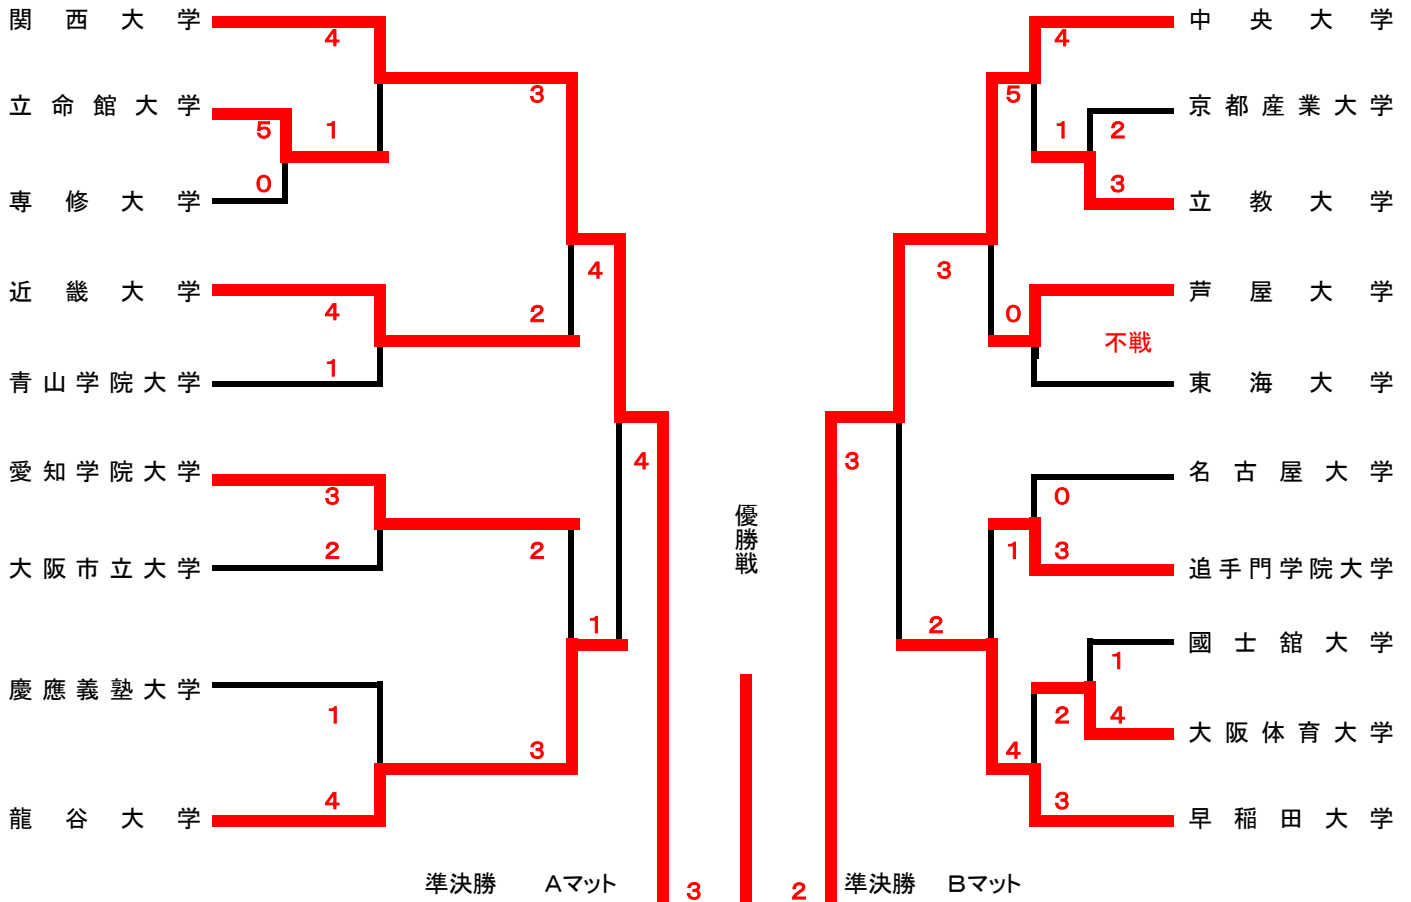 関西大学
4
立命館大学
5
1
専修大学
0
3
近畿大学
4
2
青山学院大学
1
4
愛知学院大学
3
大阪市立大学
2
2
4
1
慶應義塾大学
1
3
龍谷大学
4
準決勝 Aマット
3
優勝戦
2
準決勝 Bマット
中央大学
4
5
京都産業大学
1
2
立教大学
3
3
芦屋大学
0
不戦
東海大学
3
名古屋大学
0
1
3
追手門学院大学
2
國士舘大学
1
2
4
大阪体育大学
4
3
早稲田大学